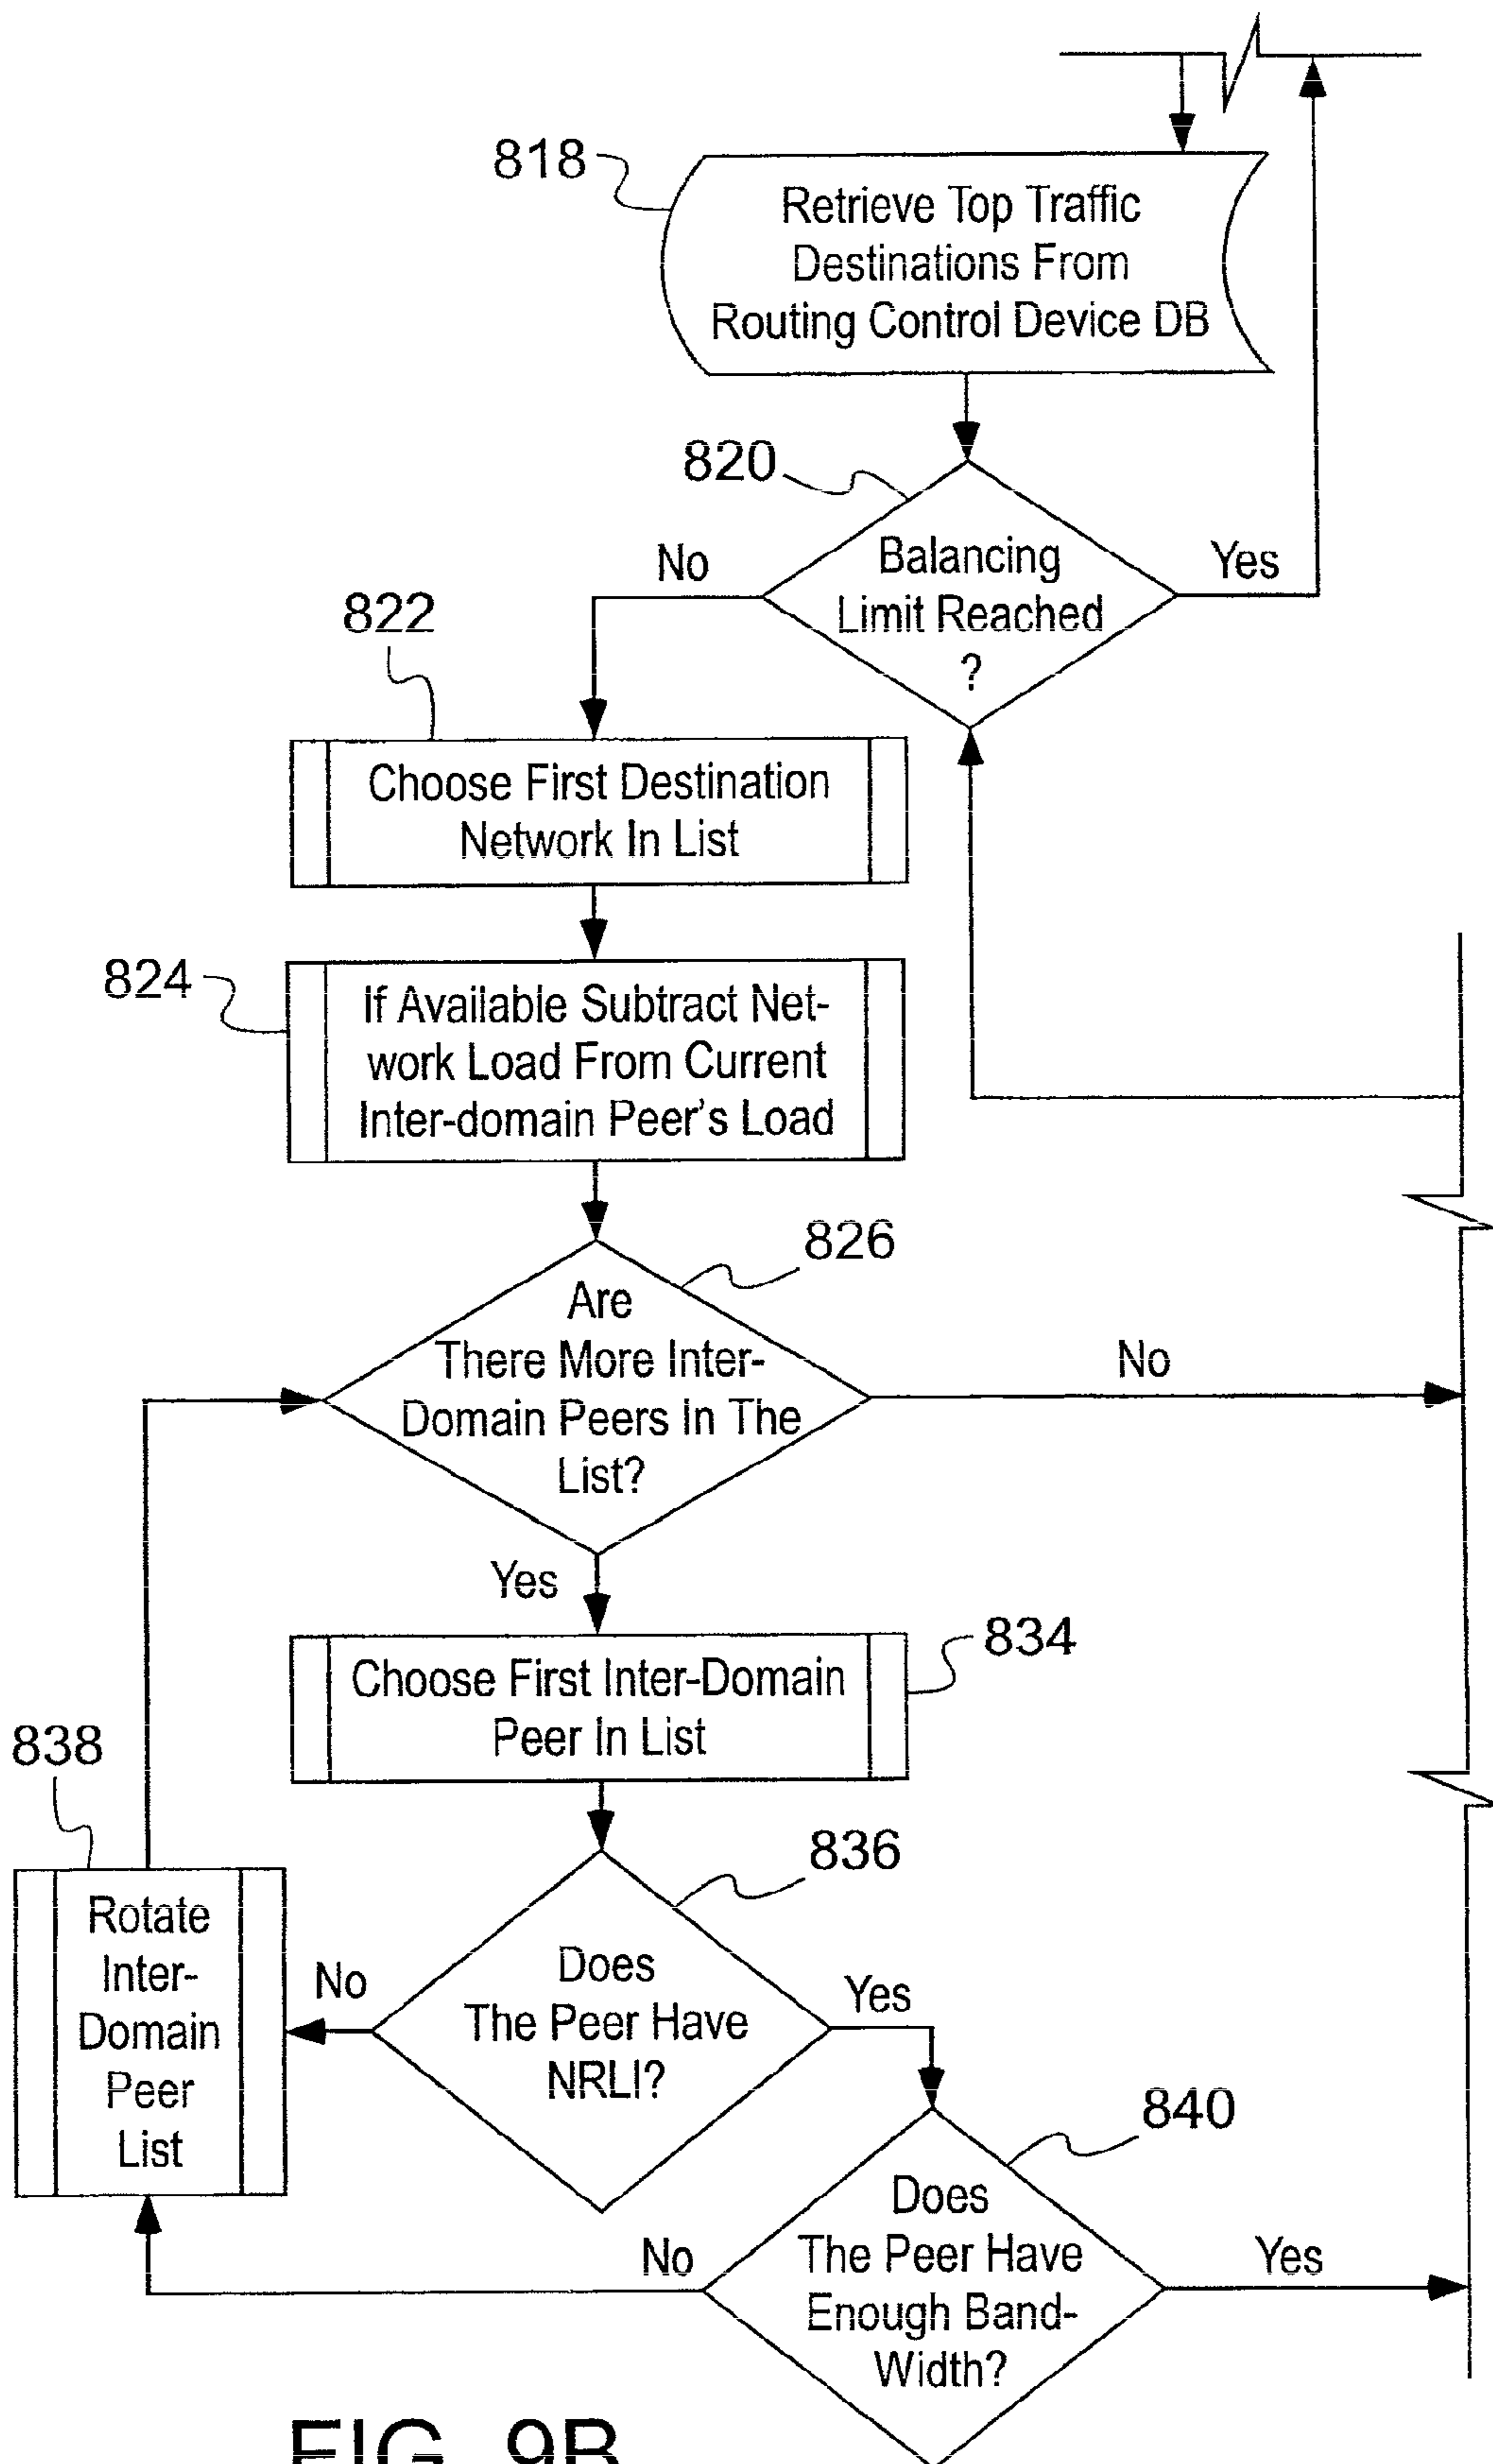 818
Retrieve Top Traffic
Destinations From
Routing Control Device DB
820
Balancing
Limit Reached
?
No
Yes
822
Choose First Destination
Network In List
824
If Available Subtract Net-
work Load From Current
Inter-domain Peer's Load
826
Are
There More Inter-
Domain Peers In The
List?
No
Yes
834
Choose First Inter-Domain
Peer In List
838
Rotate
Inter-
Domain
Peer
List
836
Does
The Peer Have
NRLI?
No
Yes
840
Does
The Peer Have
Enough Band-
Width?
No
Yes
FIG. 9B